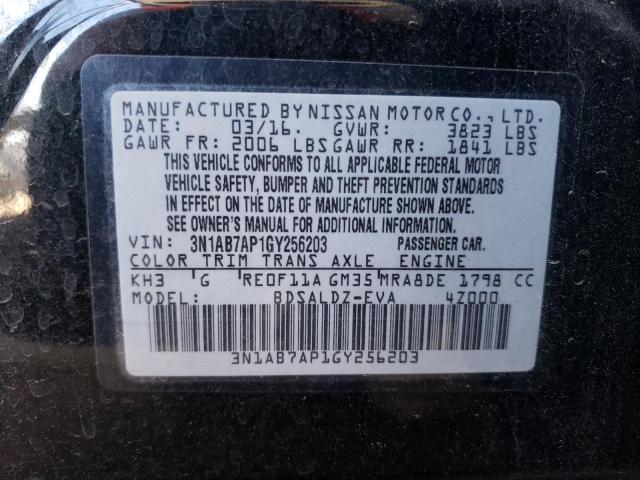 MANUFACTURED BY NISSAN MOTOR CO., LTD.
DATE: 03/16. GVWR: 3823 LBS
GAWR FR: 2006 LBS GAWR RR: 1841 LBS
THIS VEHICLE CONFORMS TO ALL APPLICABLE FEDERAL MOTOR
VEHICLE SAFETY, BUMPER AND THEFT PREVENTION STANDARDS
IN EFFECT ON THE DATE OF MANUFACTURE SHOWN ABOVE.
SEE OWNER'S MANUAL FOR ADDITIONAL INFORMATION.
VIN: 3N1AB7AP1GY256203 PASSENGER CAR.
COLOR TRIM TRANS AXLE ENGINE
KH3 G RE0F11A GM35 MRA8DE 1798 CC
MODEL: BDSALDZ-EVA 4Z000
3N1AB7AP1GY256203